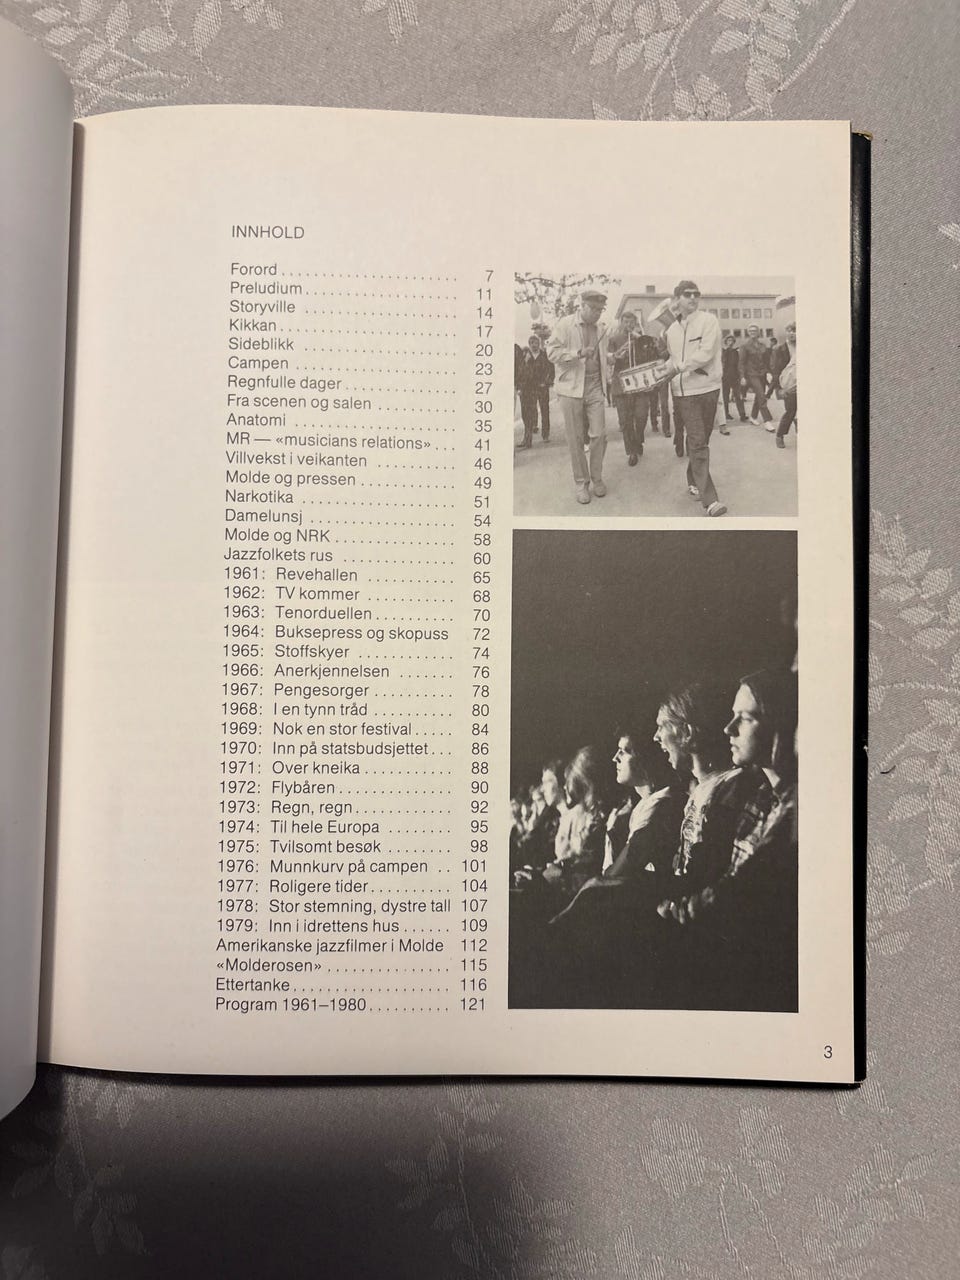 INNHOLD
Forord ...................... 7
Preludium ................... 11
Storyville ................... 14
Kikkan ...................... 17
Sideblikk ................... 20
Campen ..................... 23
Regnfulle dager ............. 27
Fra scenen og salen ......... 30
Anatomi .................... 35
MR — «musicians relations» ... 41
Villvekst i veikanten ......... 46
Molde og pressen ............ 49
Narkotika ................... 51
Damelunsj .................. 54
Molde og NRK ............... 58
Jazzfolkets rus .............. 60
1961: Revehallen ........... 65
1962: TV kommer ........... 68
1963: Tenorduellen .......... 70
1964: Buksepress og skopuss 72
1965: Stoffskyer ............ 74
1966: Anerkjennelsen ....... 76
1967: Pengesorger .......... 78
1968: I en tynn tråd .......... 80
1969: Nok en stor festival ..... 84
1970: Inn på statsbudsjettet ... 86
1971: Over kneika ........... 88
1972: Flybåren .............. 90
1973: Regn, regn ............ 92
1974: Til hele Europa ........ 95
1975: Tvilsomt besøk ........ 98
1976: Munnkurv på campen .. 101
1977: Roligere tider .......... 104
1978: Stor stemning, dystre tall 107
1979: Inn i idrettens hus ...... 109
Amerikanske jazzfilmer i Molde 112
«Molderosen» ................ 115
Ettertanke ................... 116
Program 1961–1980 .......... 121
3